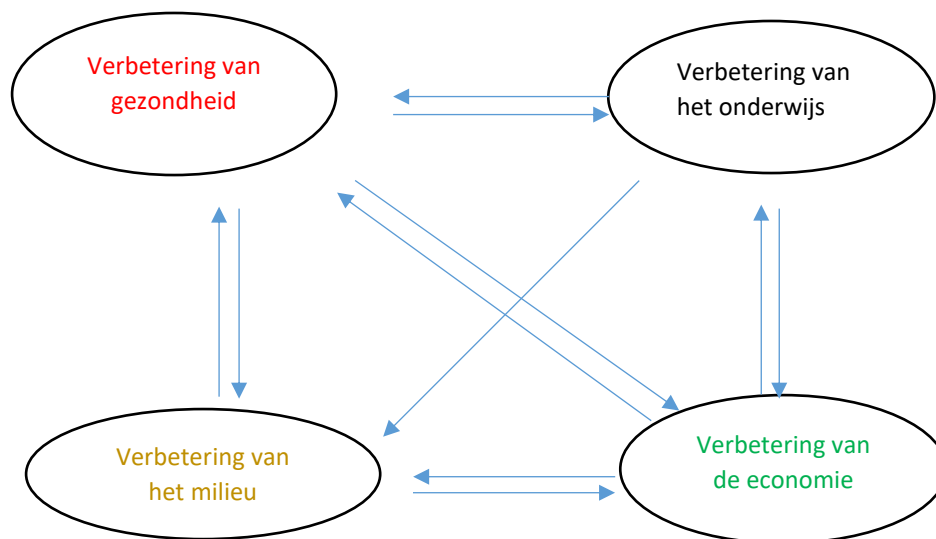 Verbetering van
gezondheid
Verbetering van
het onderwijs
Verbetering van
het milieu
Verbetering van
de economie